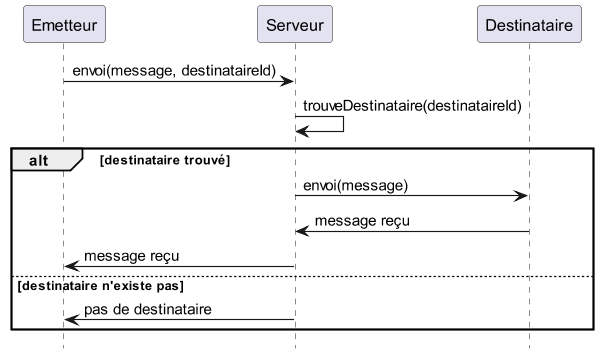 Emetteur Serveur Destinataire
envoi(message, destinataireId)
trouveDestinataire(destinataireId)
alt [destinataire trouvé]
envoi(message)
message reçu
message reçu
[destinataire n'existe pas]
pas de destinataire